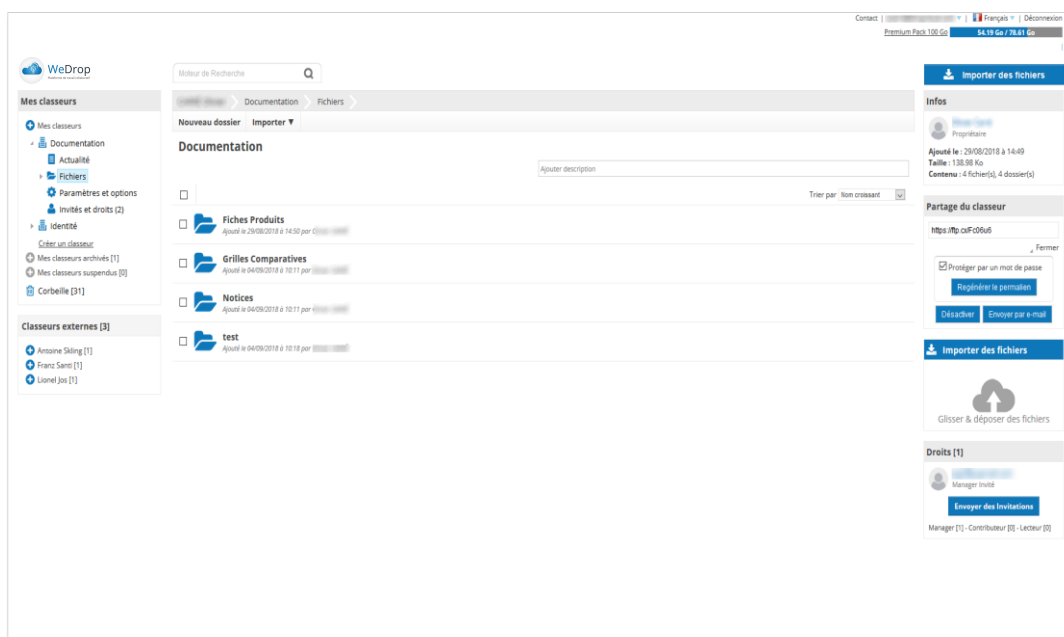 Contact | | Français | Déconnexion
Premium Pack 100 Go 54.19 Go / 78.61 Go
WeDrop
Moteur de Recherche
Importer des fichiers
Mes classeurs
Mes classeurs
Documentation
Actualité
Fichiers
Paramètres et options
Invités et droits (2)
Identité
Créer un classeur
Mes classeurs archivés [1]
Mes classeurs suspendus [0]
Corbeille [31]
Classeurs externes [3]
Antoine Skling [1]
Franz Santi [1]
Lionel Jos [1]
Documentation Fichiers
Nouveau dossier Importer ▼
Documentation
Ajouter description
Trier par Nom croissant
Fiches Produits
Ajouté le 29/08/2018 à 14:50 par
Grilles Comparatives
Ajouté le 04/09/2018 à 10:11 par
Notices
Ajouté le 04/09/2018 à 10:11 par
test
Ajouté le 04/09/2018 à 10:18 par
Infos
Propriétaire
Ajouté le : 29/08/2018 à 14:49
Taille : 138.98 Ko
Contenu : 4 fichier(s), 4 dossier(s)
Partage du classeur
https://ftp.cx/Fc06u6
Fermer
Protéger par un mot de passe
Regénérer le permalien
Désactiver Envoyer par e-mail
Importer des fichiers
Glisser & déposer des fichiers
Droits [1]
Manager Invité
Envoyer des Invitations
Manager [1] - Contributeur [0] - Lecteur [0]